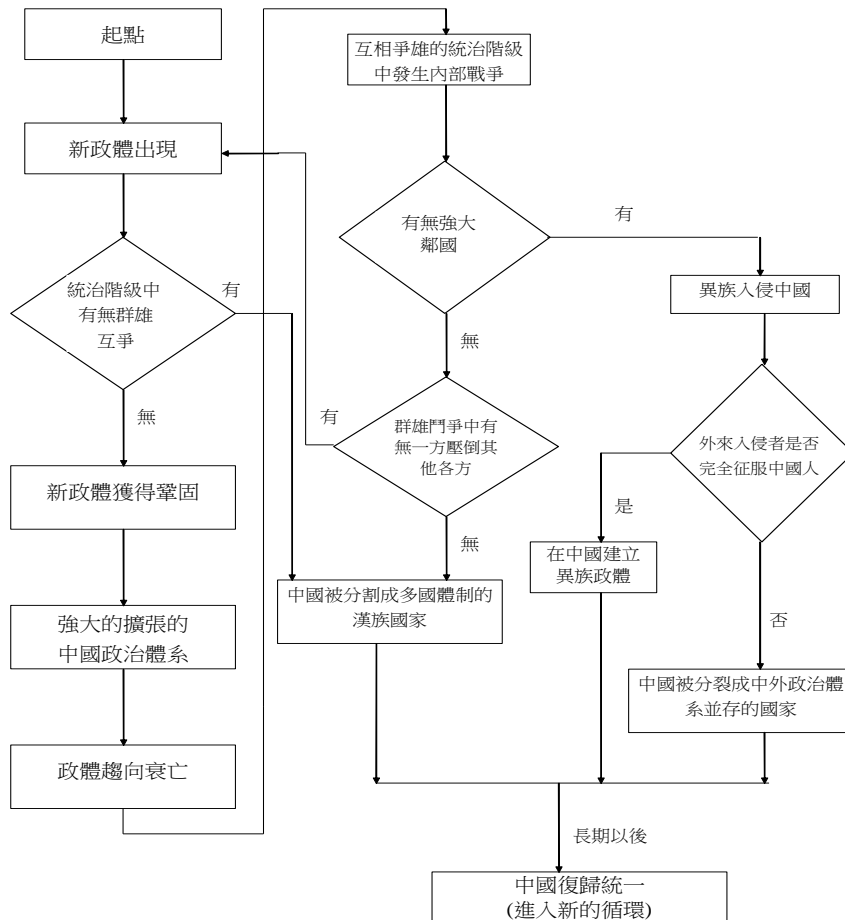 起點
新政體出現
統治階級中
有無群雄
互爭
有
無
新政體獲得鞏固
強大的擴張的
中國政治體系
政體趨向衰亡
互相爭雄的統治階級
中發生內部戰爭
有無強大
鄰國
有
無
群雄鬥爭中有
無一方壓倒其
他各方
有
無
中國被分割成多國體制的
漢族國家
異族入侵中國
外來入侵者是否
完全征服中國人
是
在中國建立
異族政體
否
中國被分裂成中外政治體
系並存的國家
長期以後
中國復歸統一
(進入新的循環)